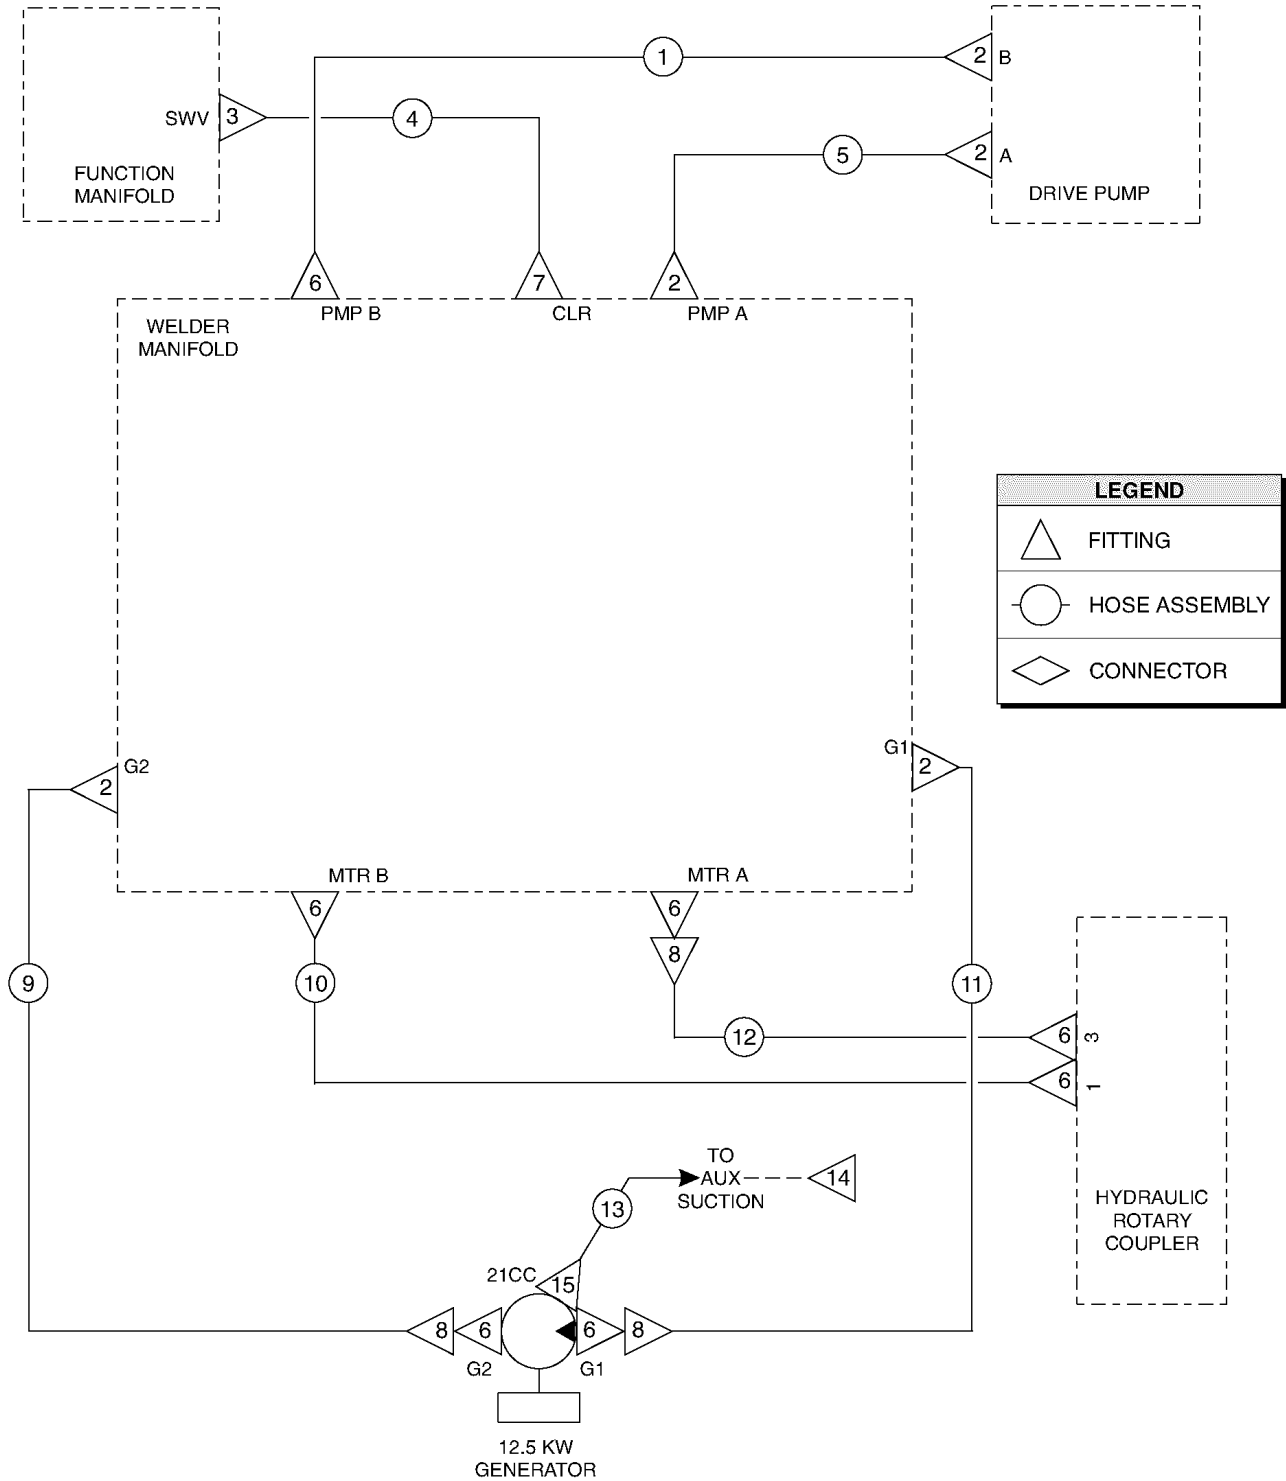 1
2
B
SWV
3
4
5
2
A
FUNCTION
MANIFOLD
DRIVE PUMP
6
7
2
PMP B
CLR
PMP A
WELDER
MANIFOLD
LEGEND
FITTING
HOSE ASSEMBLY
CONNECTOR
G2
2
G1
2
MTR B
MTR A
6
6
8
9
10
11
12
6
3
6
1
TO
AUX
SUCTION
14
13
HYDRAULIC
ROTARY
COUPLER
21CC
15
8
6
6
8
G2
G1
12.5 KW
GENERATOR